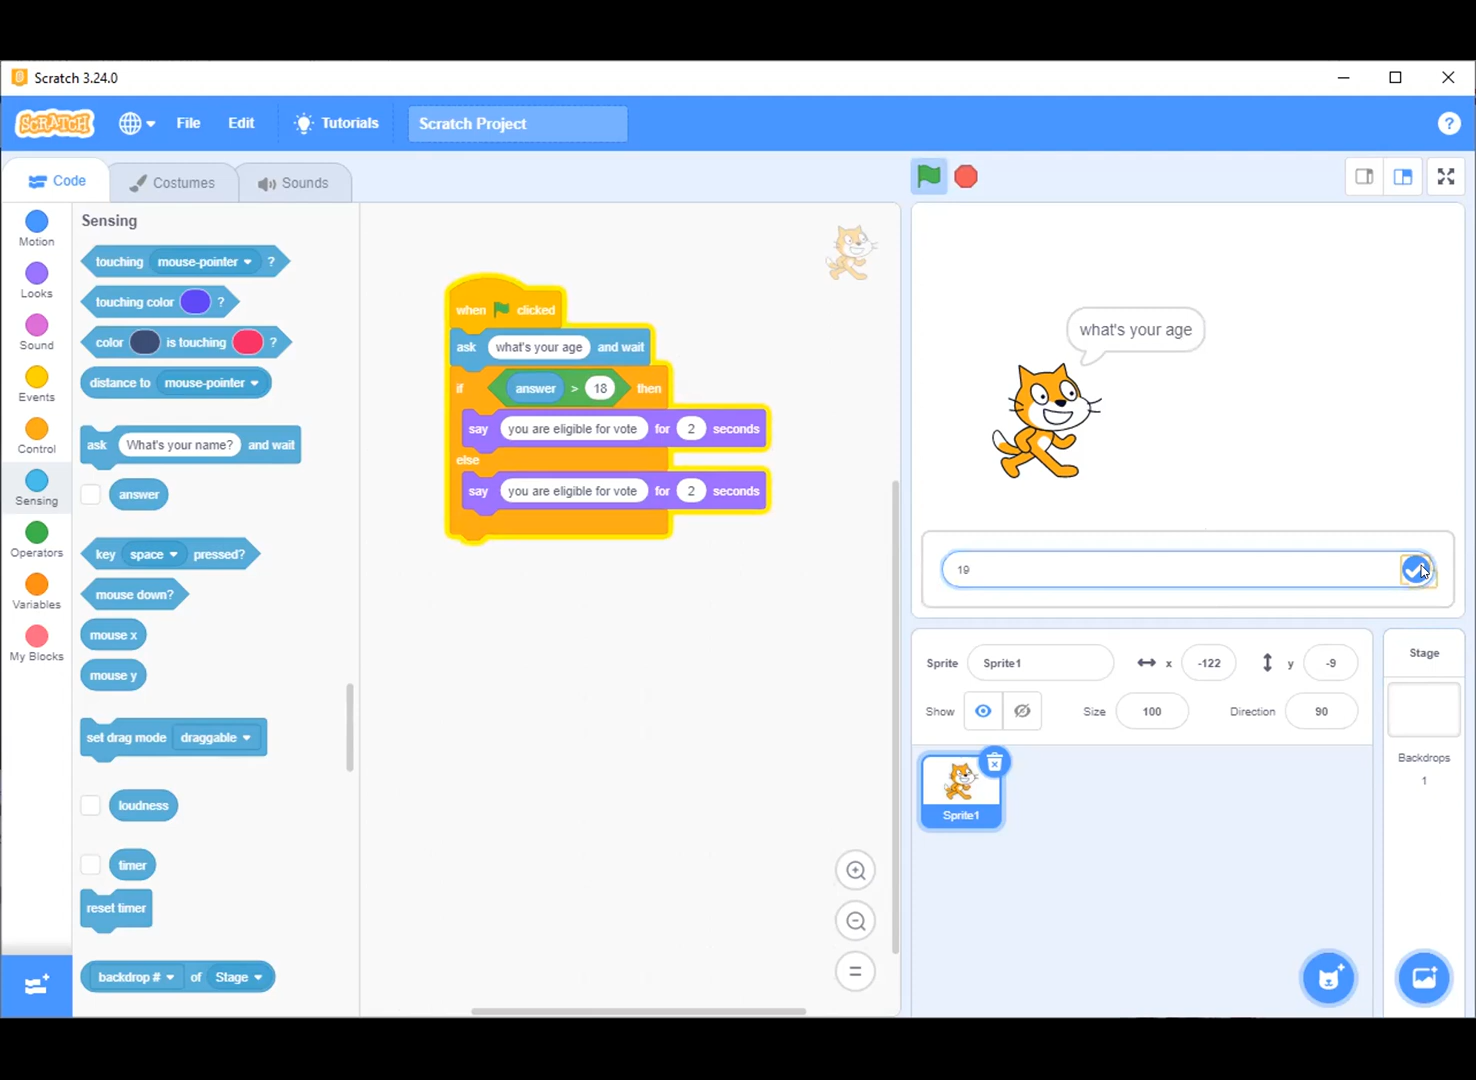 Scratch 3.24.0
SCRATCH
File
Edit
Tutorials
Scratch Project
?
Code
Costumes
Sounds
Motion
Looks
Sound
Events
Control
Sensing
Operators
Variables
My Blocks
Sensing
touching mouse-pointer ?
touching color ?
color is touching ?
distance to mouse-pointer
ask What's your name? and wait
answer
key space pressed?
mouse down?
mouse x
mouse y
set drag mode draggable
loudness
timer
reset timer
backdrop # of Stage
when clicked
ask what's your age and wait
if answer > 18 then
say you are eligible for vote for 2 seconds
else
say you are eligible for vote for 2 seconds
what's your age
19
Sprite Sprite1 x -122 y -9
Show Size 100 Direction 90
Sprite1
Stage
Backdrops
1